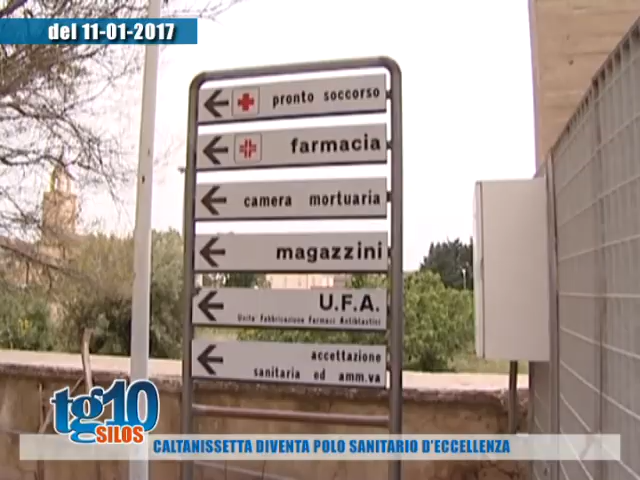 del 11-01-2017
pronto soccorso
farmacia
camera mortuaria
magazzini
U.F.A.
Unita Fabbricazione Farmaci Antiblastici
accettazione
sanitaria ed amm.va
tg10
SILOS
CALTANISSETTA DIVENTA POLO SANITARIO D'ECCELLENZA